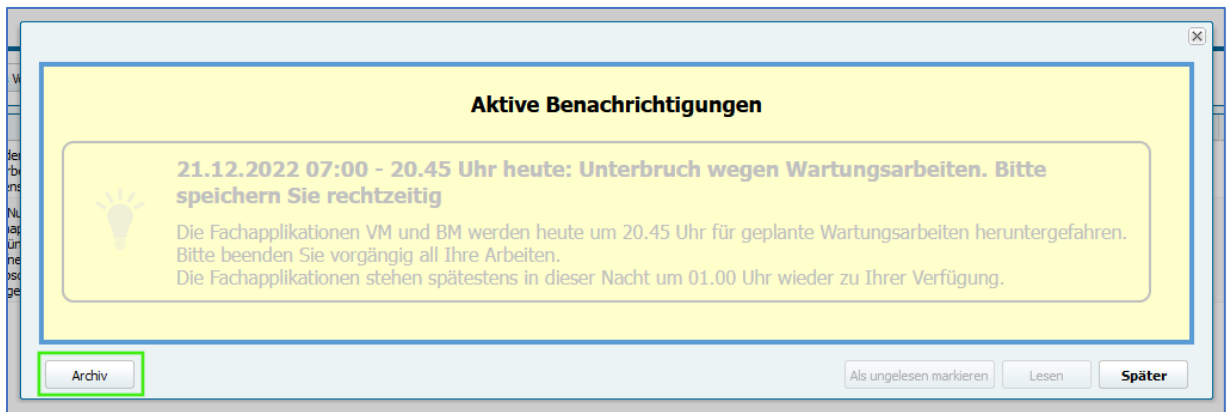 Aktive Benachrichtigungen
21.12.2022 07:00 - 20.45 Uhr heute: Unterbruch wegen Wartungsarbeiten. Bitte
speichern Sie rechtzeitig
Die Fachapplikationen VM und BM werden heute um 20.45 Uhr für geplante Wartungsarbeiten heruntergefahren.
Bitte beenden Sie vorgängig all Ihre Arbeiten.
Die Fachapplikationen stehen spätestens in dieser Nacht um 01.00 Uhr wieder zu Ihrer Verfügung.
Archiv Als ungelesen markieren Lesen Später